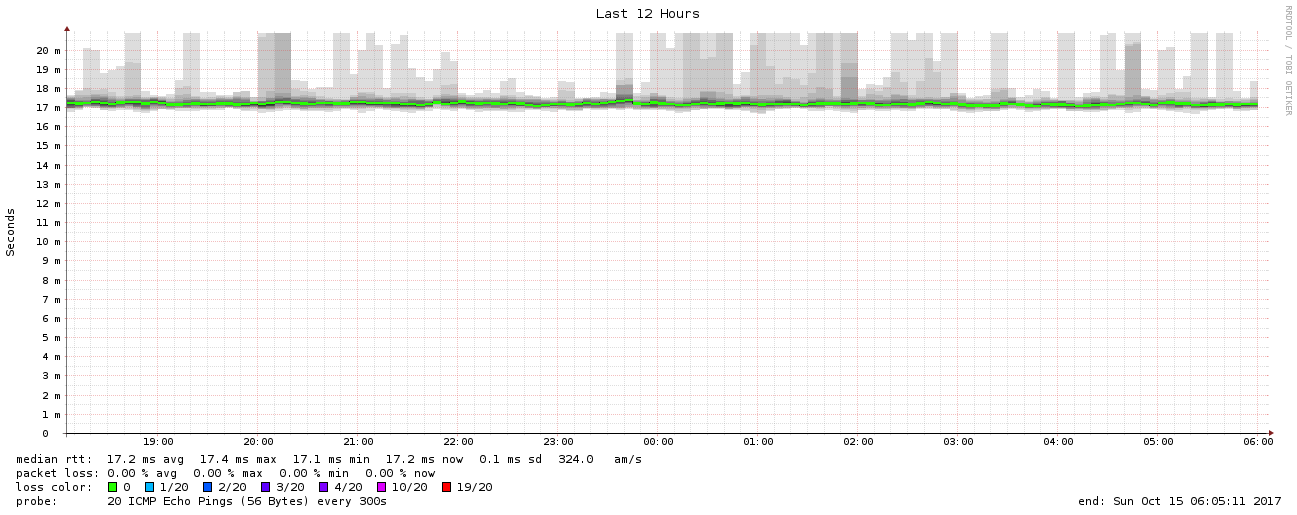 Last 12 Hours
RRDTOOL / TOBI OETIKER
Seconds
20 m
19 m
18 m
17 m
16 m
15 m
14 m
13 m
12 m
11 m
10 m
9 m
8 m
7 m
6 m
5 m
4 m
3 m
2 m
1 m
0
19:00 20:00 21:00 22:00 23:00 00:00 01:00 02:00 03:00 04:00 05:00 06:00
median rtt: 17.2 ms avg 17.4 ms max 17.1 ms min 17.2 ms now 0.1 ms sd 324.0 am/s
packet loss: 0.00 % avg 0.00 % max 0.00 % min 0.00 % now
loss color: 0 1/20 2/20 3/20 4/20 10/20 19/20
probe: 20 ICMP Echo Pings (56 Bytes) every 300s end: Sun Oct 15 06:05:11 2017